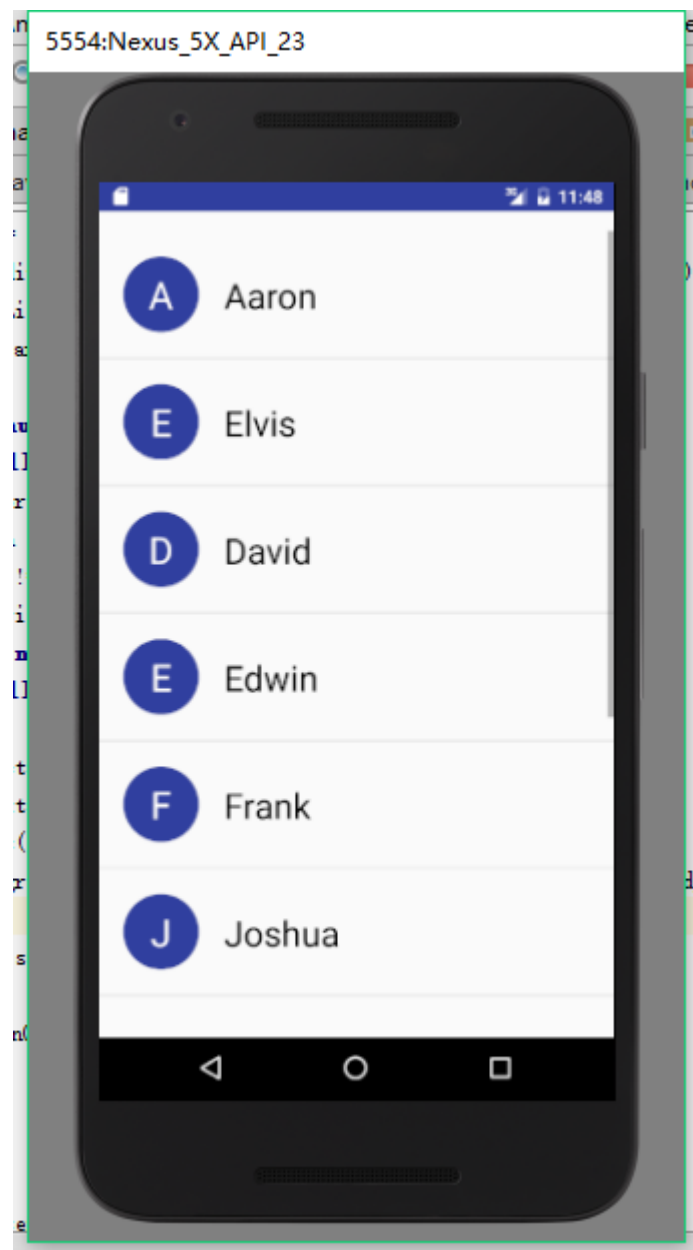 5554:Nexus_5X_API_23
11:48
A Aaron
E Elvis
D David
E Edwin
F Frank
J Joshua